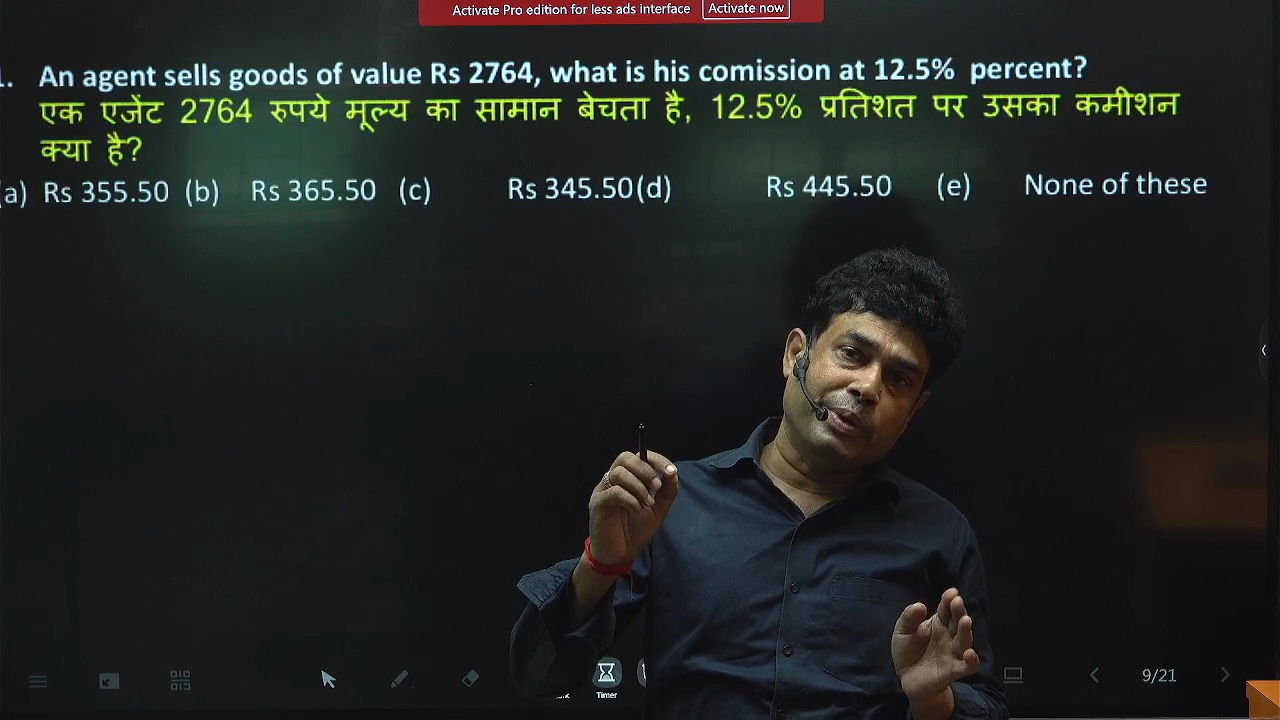 Activate Pro edition for less ads interface Activate now
1. An agent sells goods of value Rs 2764, what is his comission at 12.5% percent?
एक एजेंट 2764 रुपये मूल्य का सामान बेचता है, 12.5% प्रतिशत पर उसका कमीशन
क्या है?
(a) Rs 355.50 (b) Rs 365.50 (c) Rs 345.50 (d) Rs 445.50 (e) None of these
Timer
9/21